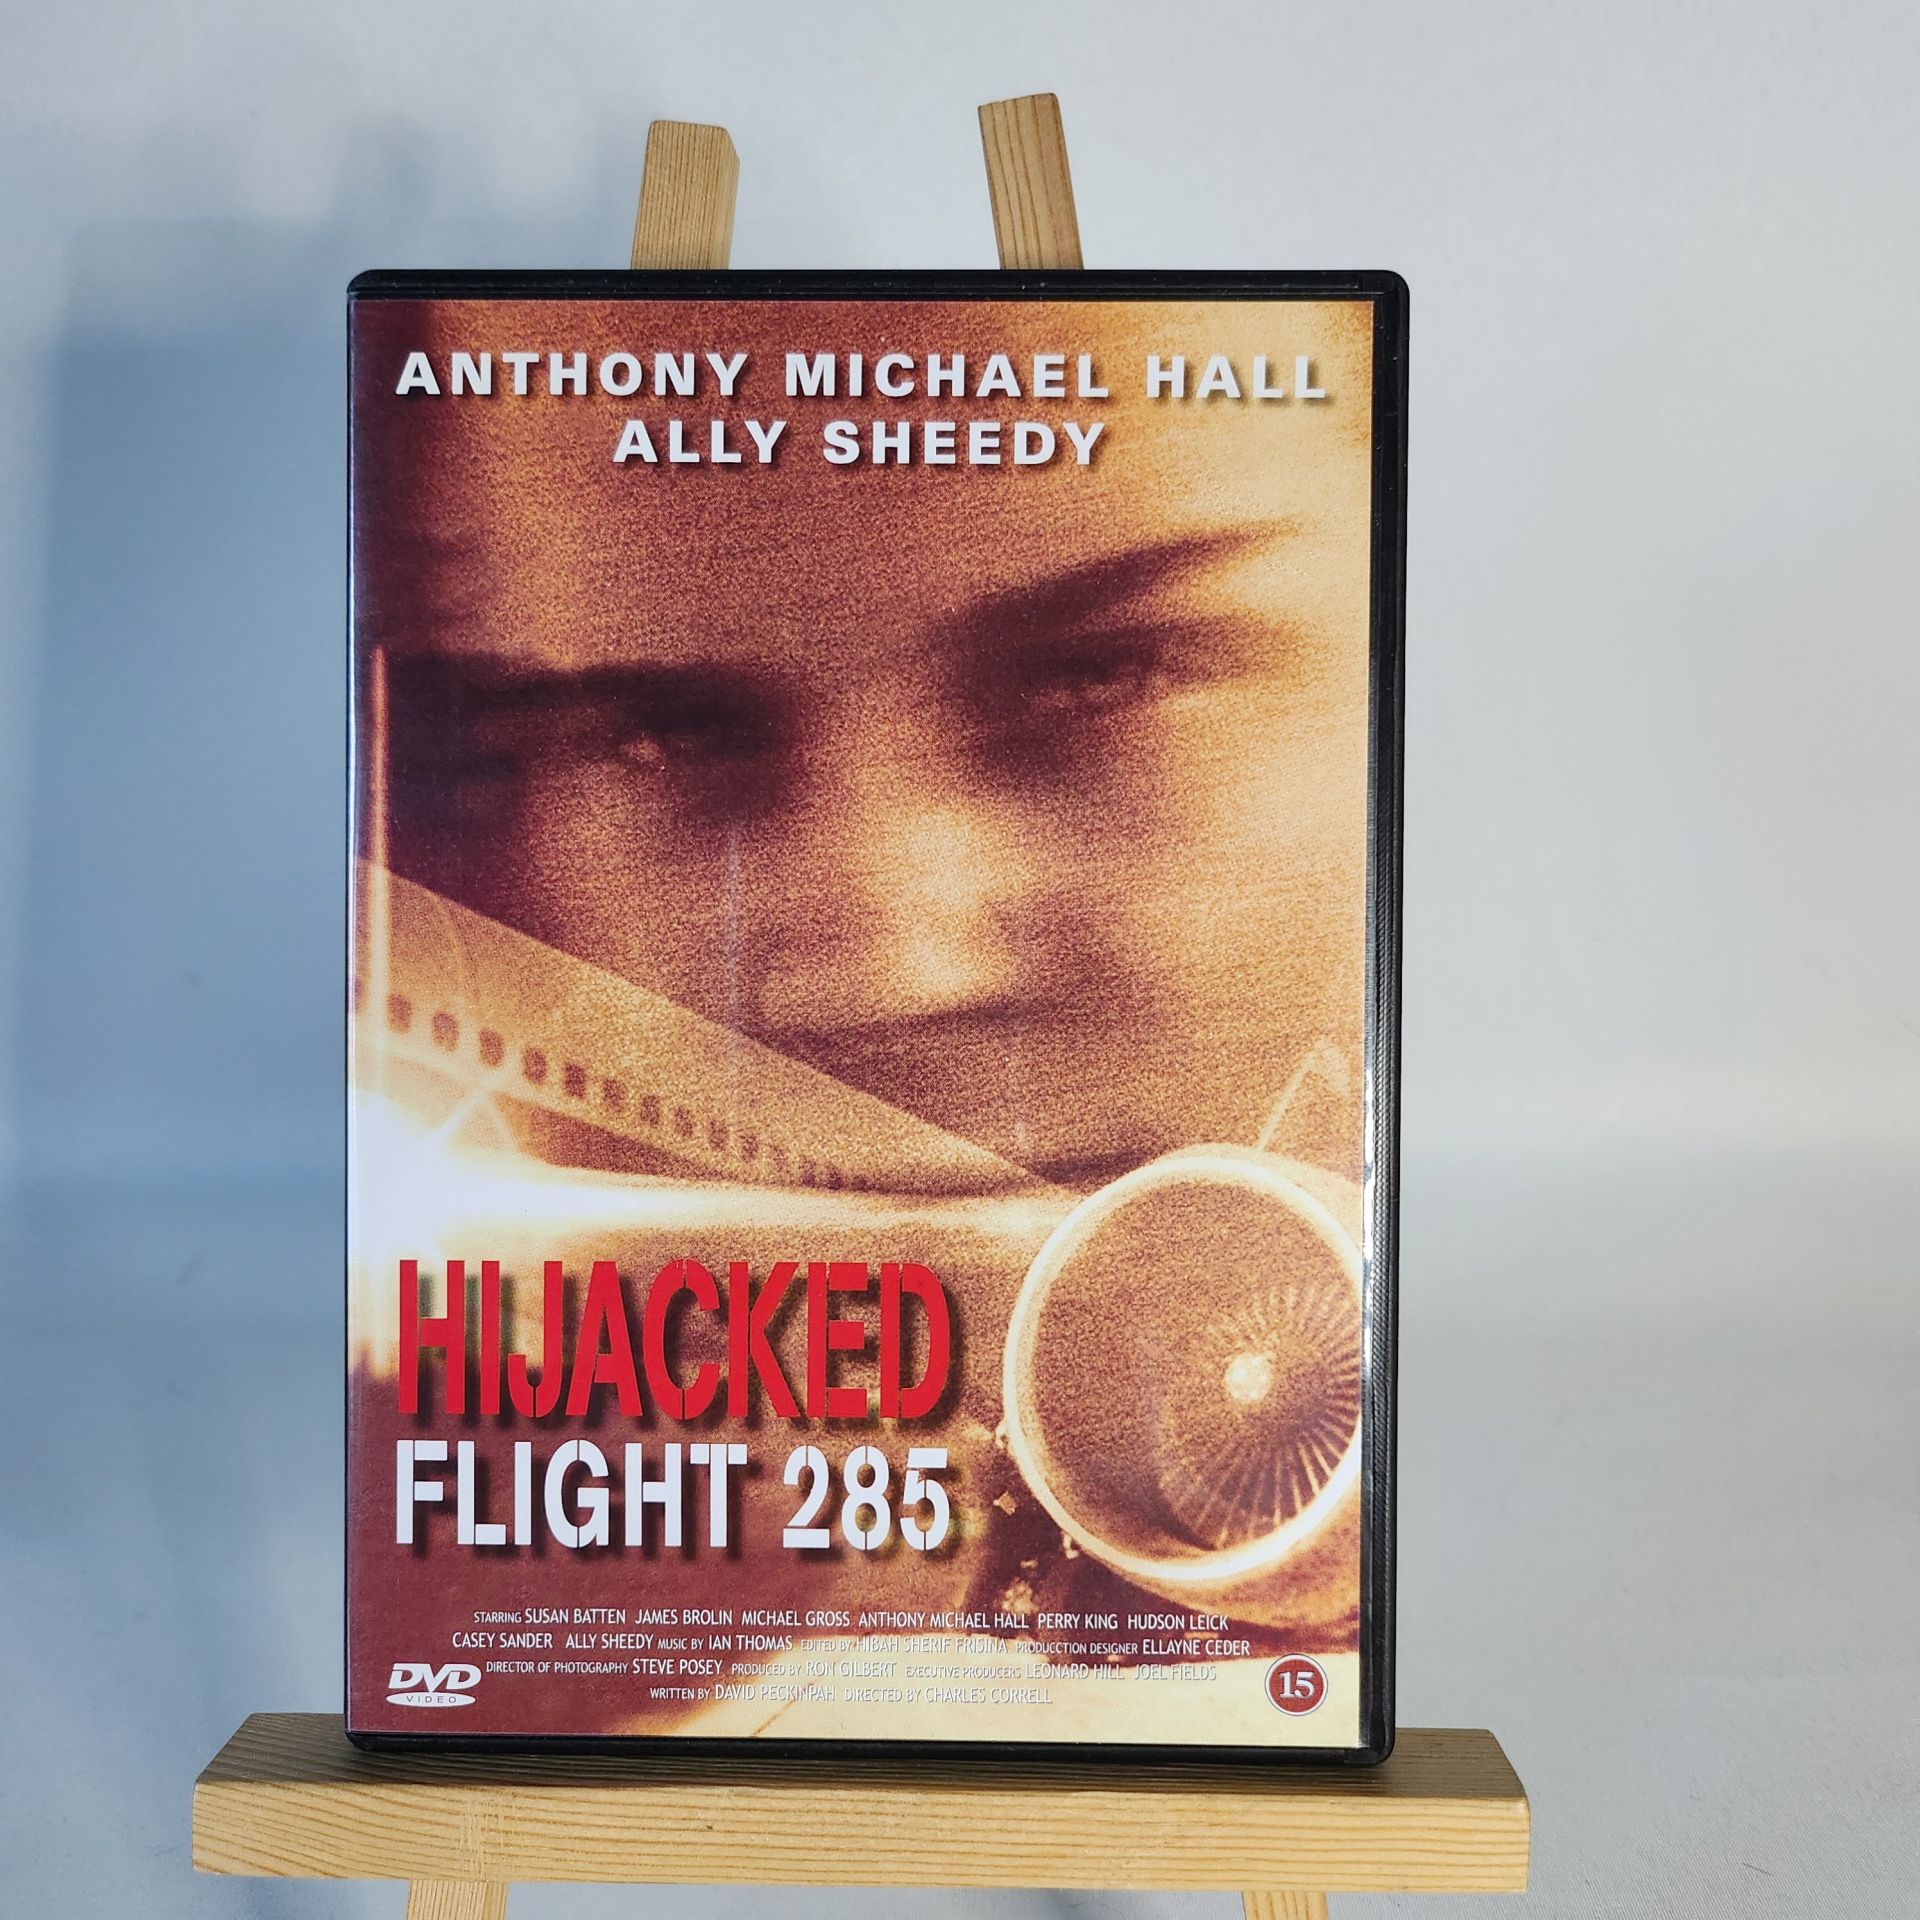 ANTHONY MICHAEL HALL
ALLY SHEEDY
HIJACKED
FLIGHT 285
STARRING SUSAN BATTEN JAMES BROLIN MICHAEL GROSS ANTHONY MICHAEL HALL PERRY KING HUDSON LEICK
CASEY SANDER ALLY SHEEDY MUSIC BY IAN THOMAS EDITED BY HIBAH SHERIF FRISINA PRODUCCTION DESIGNER ELLAYNE CEDER
DIRECTOR OF PHOTOGRAPHY STEVE POSEY PRODUCED BY RON GILBERT EXECUTIVE PRODUCERS LEONARD HILL JOEL FIELDS
WRITTEN BY DAVID PECKINPAH DIRECTED BY CHARLES CORRELL
DVD
VIDEO
15